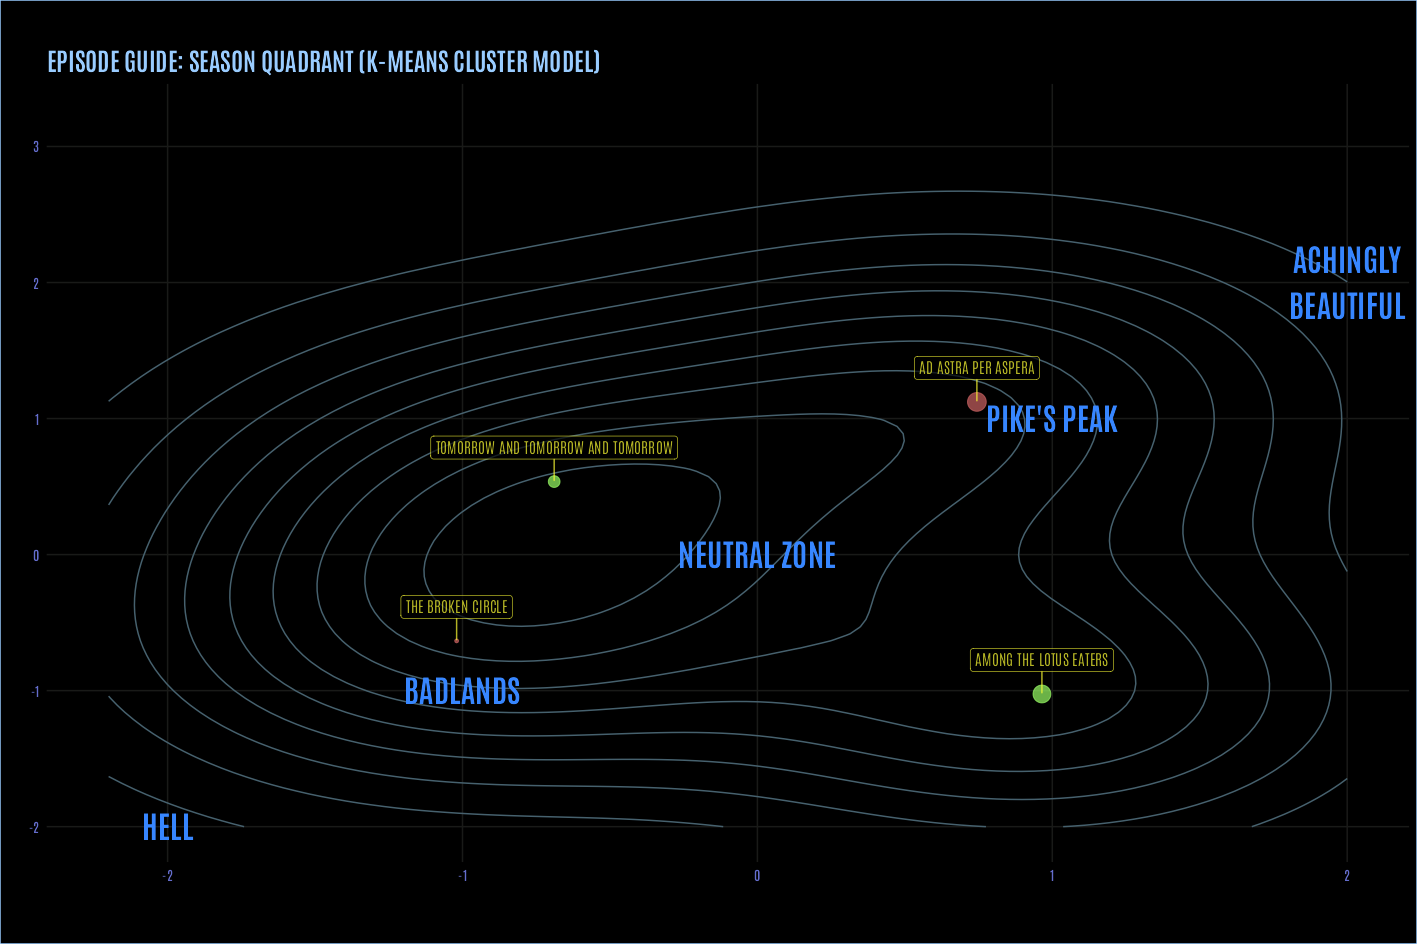 EPISODE GUIDE: SEASON QUADRANT (K-MEANS CLUSTER MODEL)
3
ACHINGLY
2
BEAUTIFUL
AD ASTRA PER ASPERA
1
PIKE'S PEAK
TOMORROW AND TOMORROW AND TOMORROW
0
NEUTRAL ZONE
THE BROKEN CIRCLE
AMONG THE LOTUS EATERS
-1
BADLANDS
-2
HELL
-2
-1
0
1
2